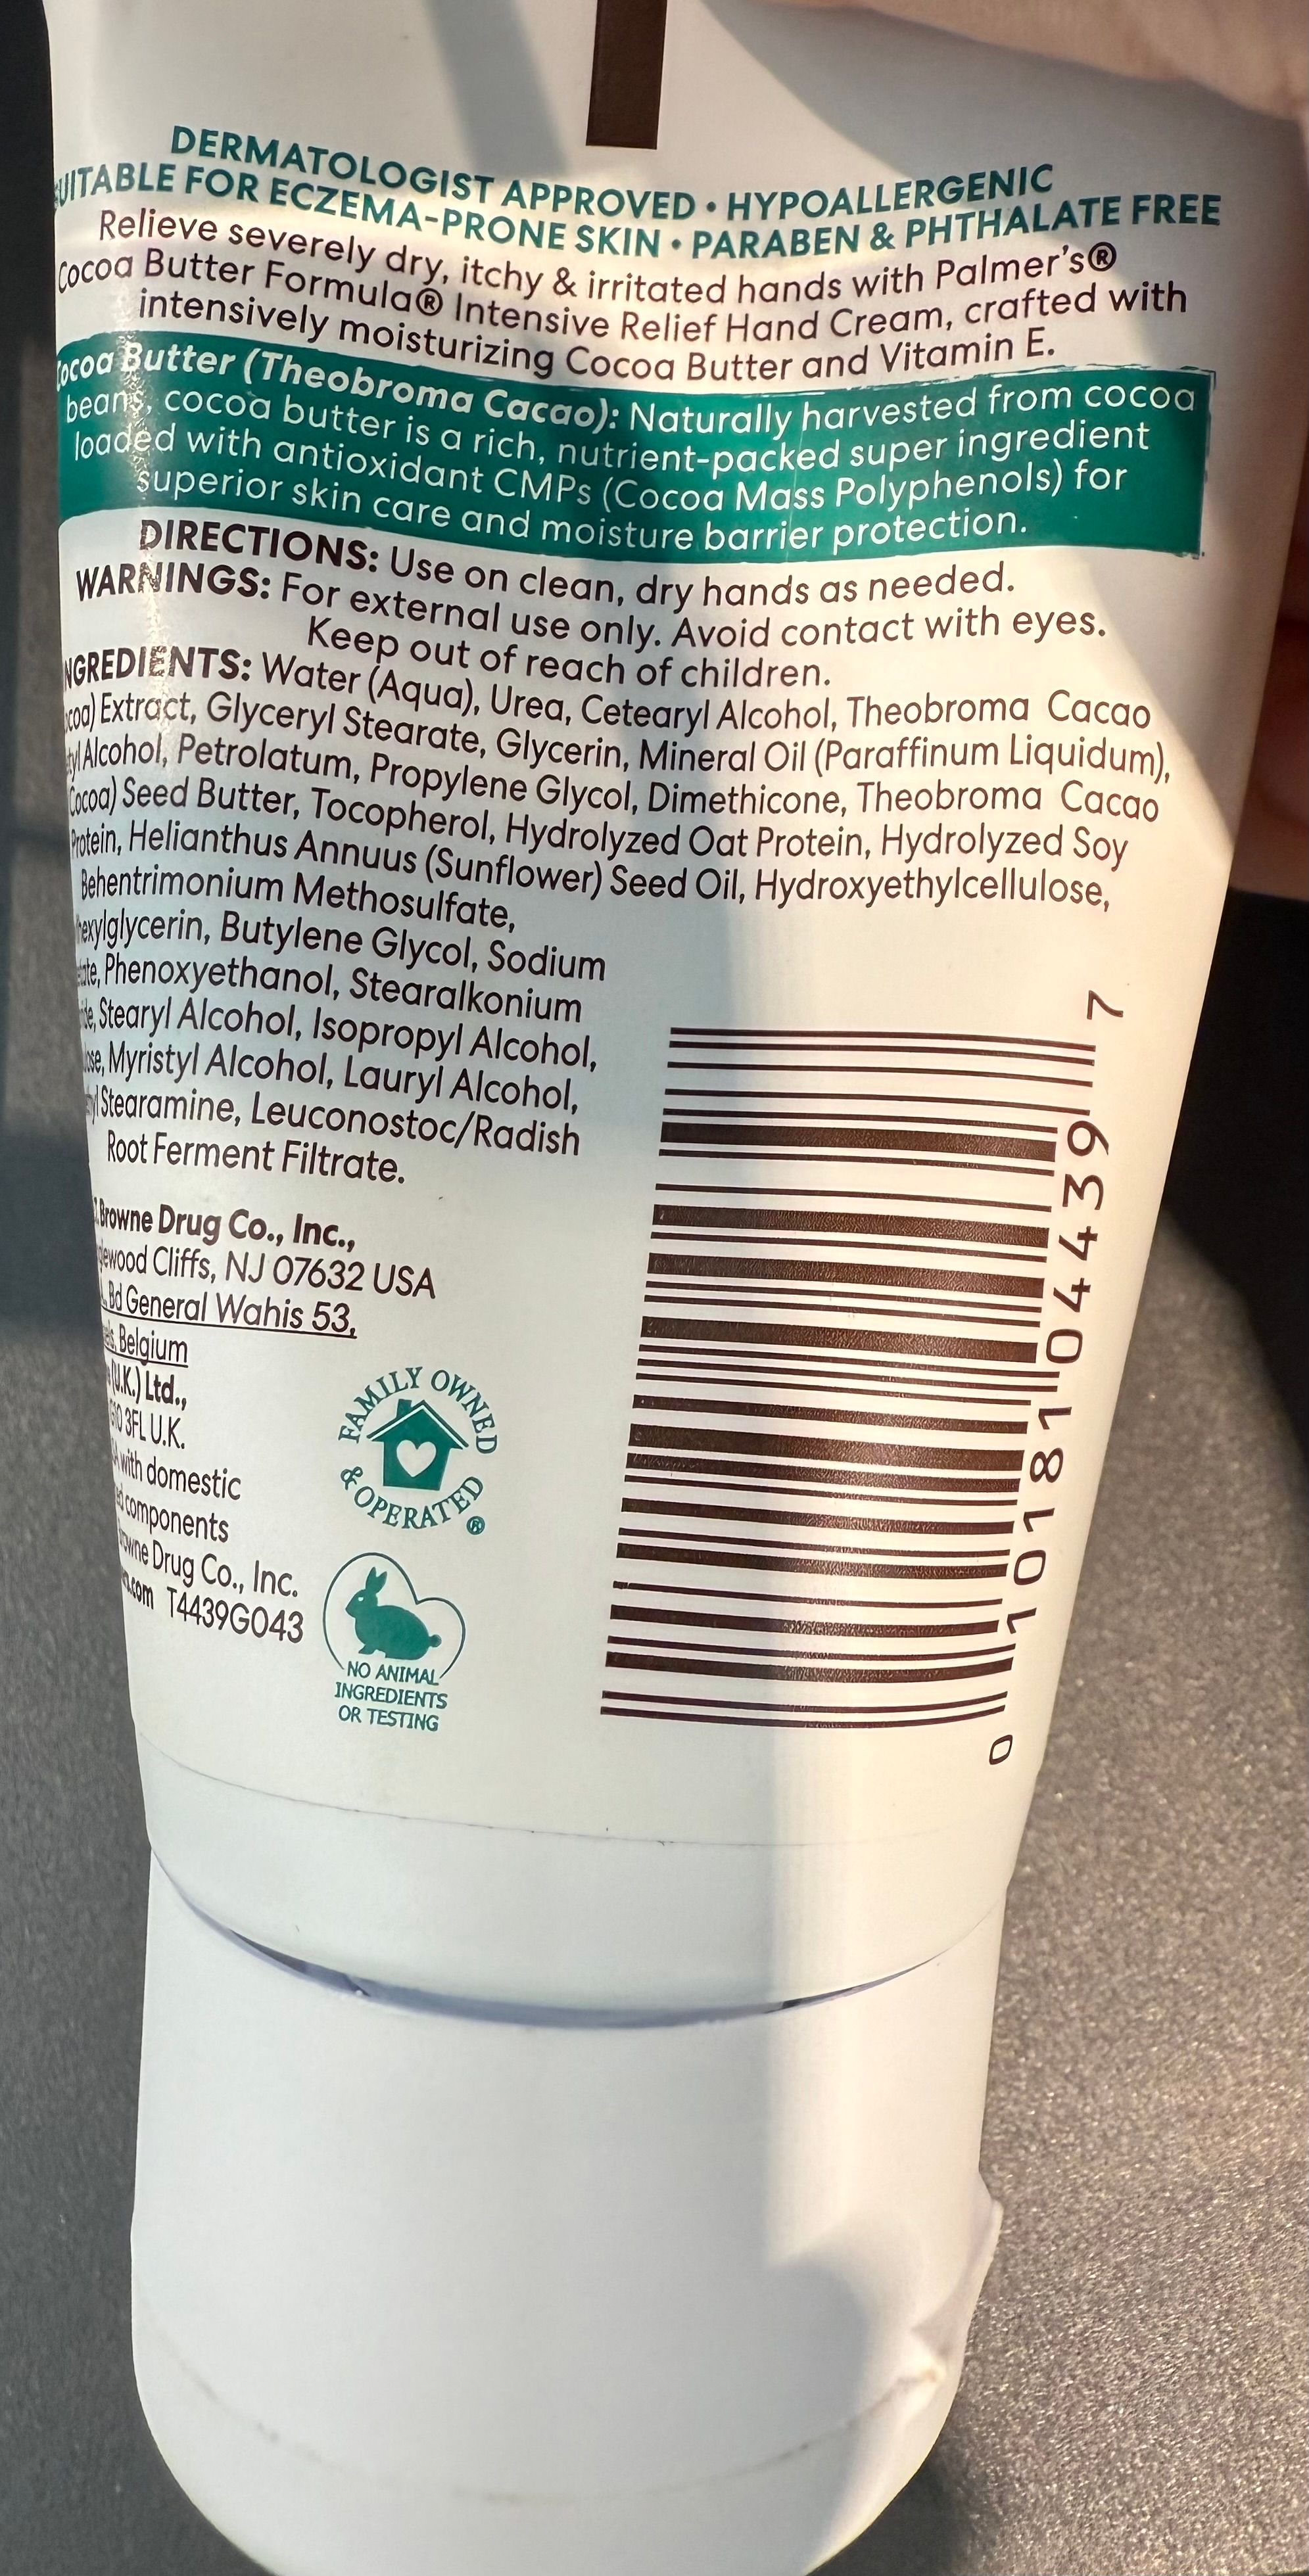 DERMATOLOGIST APPROVED • HYPOALLERGENIC
SUITABLE FOR ECZEMA-PRONE SKIN • PARABEN & PHTHALATE FREE
Relieve severely dry, itchy & irritated hands with Palmer's®
Cocoa Butter Formula® Intensive Relief Hand Cream, crafted with
intensively moisturizing Cocoa Butter and Vitamin E.
Cocoa Butter (Theobroma Cacao): Naturally harvested from cocoa
beans, cocoa butter is a rich, nutrient-packed super ingredient
loaded with antioxidant CMPs (Cocoa Mass Polyphenols) for
superior skin care and moisture barrier protection.
DIRECTIONS: Use on clean, dry hands as needed.
WARNINGS: For external use only. Avoid contact with eyes.
Keep out of reach of children.
INGREDIENTS: Water (Aqua), Urea, Cetearyl Alcohol, Theobroma Cacao
(Cocoa) Extract, Glyceryl Stearate, Glycerin, Mineral Oil (Paraffinum Liquidum),
Alcohol, Petrolatum, Propylene Glycol, Dimethicone, Theobroma Cacao
(Cocoa) Seed Butter, Tocopherol, Hydrolyzed Oat Protein, Hydrolyzed Soy
Protein, Helianthus Annuus (Sunflower) Seed Oil, Hydroxyethylcellulose,
Behentrimonium Methosulfate,
Butylene Glycol, Sodium
Phenoxyethanol, Stearalkonium
Stearyl Alcohol, Isopropyl Alcohol,
Myristyl Alcohol, Lauryl Alcohol,
Stearamine, Leuconostoc/Radish
Root Ferment Filtrate.
Browne Drug Co., Inc.,
Cliffs, NJ 07632 USA
Bd General Wahis 53,
Belgium
(U.K.) Ltd.,
3FL U.K.
with domestic
components
Drug Co., Inc.
T4439G043
FAMILY OWNED
& OPERATED®
NO ANIMAL
INGREDIENTS
OR TESTING
0 10181 04439 7